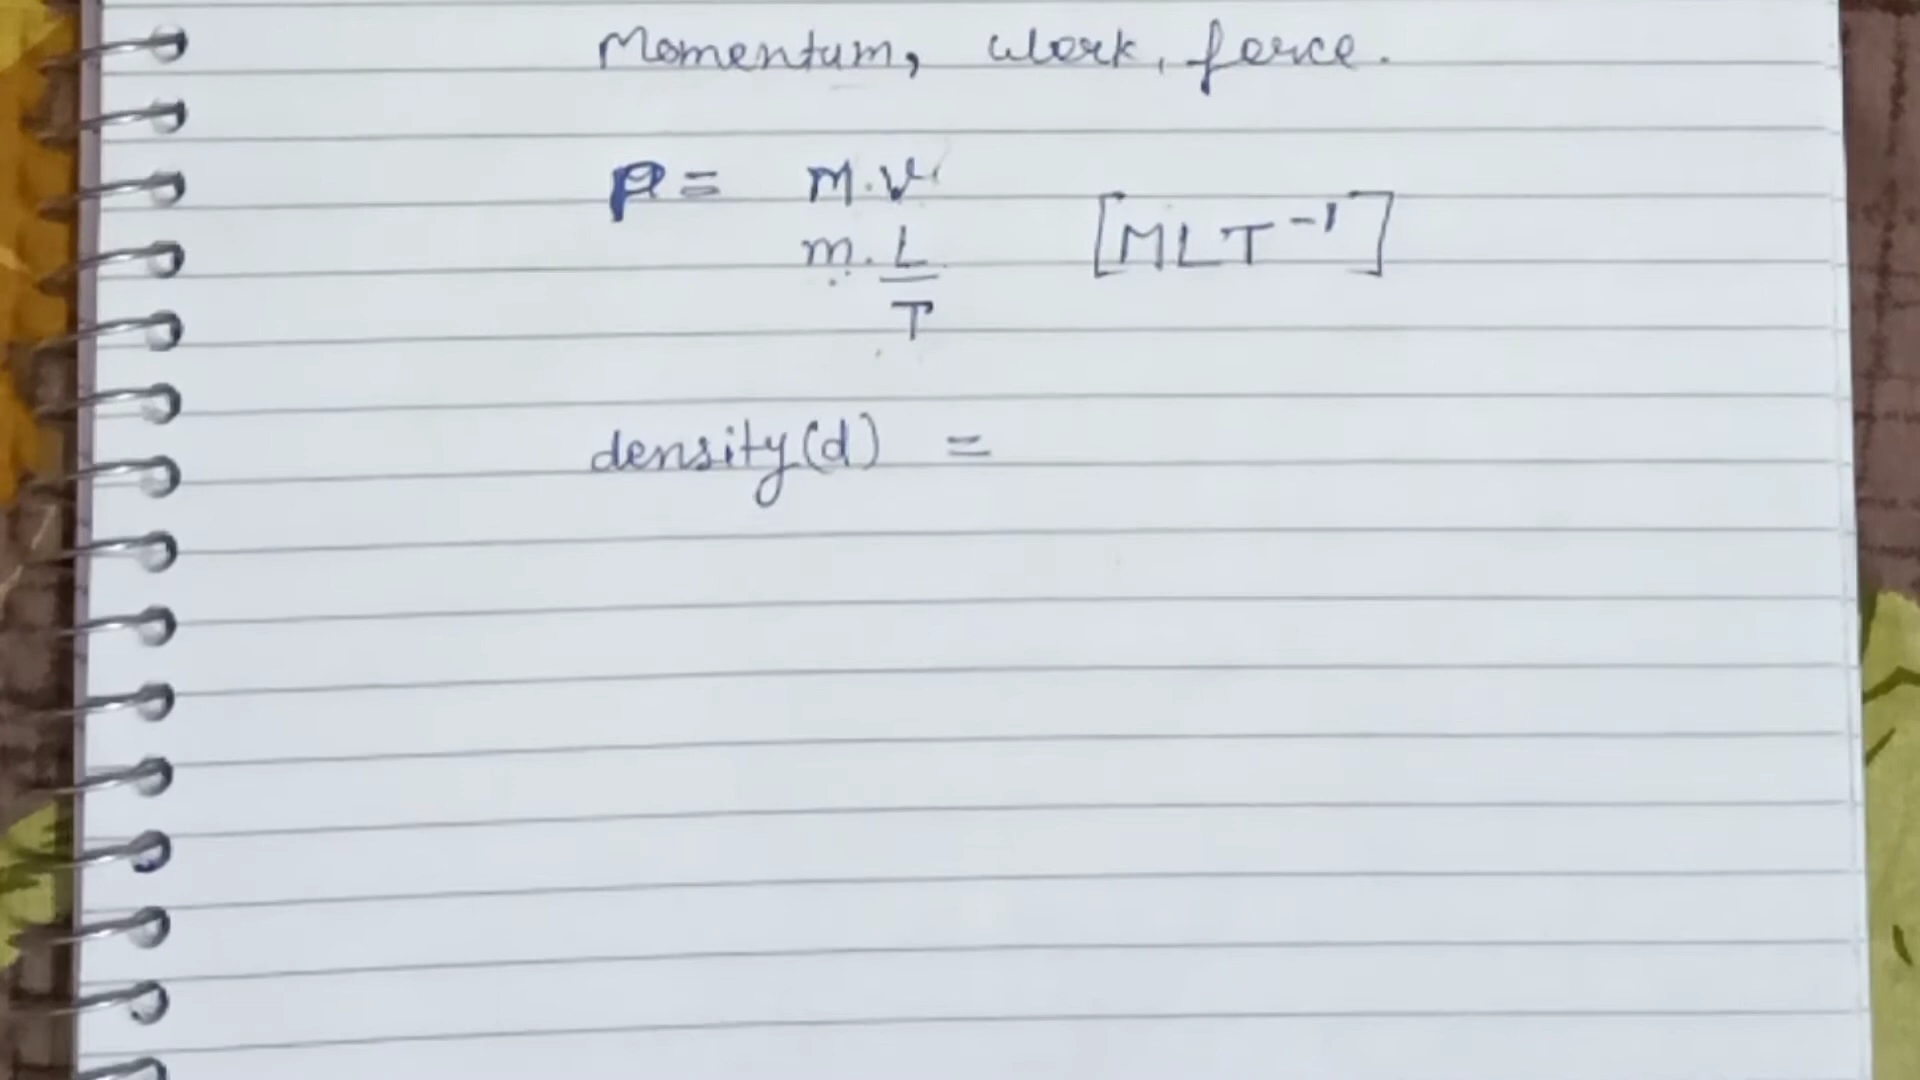 Momentum, Work, force.
P = m.v
m. L/T [MLT⁻¹]
density(d) =